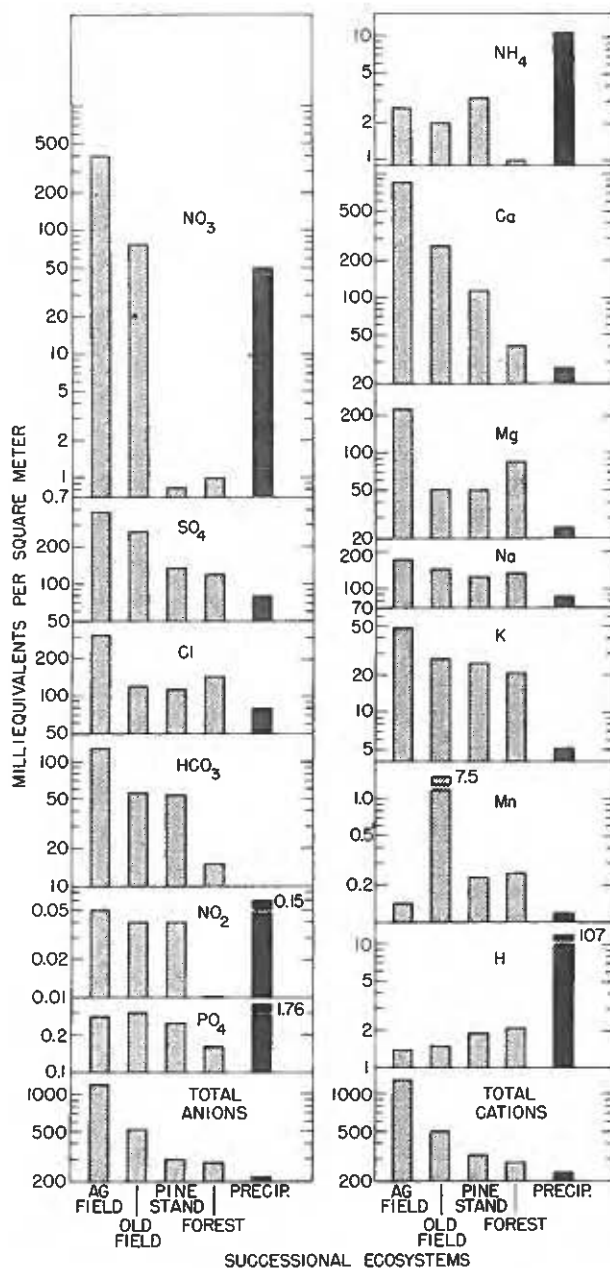 MILLIEQUIVALENTS PER SQUARE METER
500
400
200
100
50
20
10
5
2
1
0.7
NO3
200
100
50
SO4
200
100
50
Cl
100
50
10
HCO3
0.05
0.02
0.01
NO2
0.15
0.2
0.1
PO4
1.76
1000
500
200
TOTAL
ANIONS
AG
FIELD
OLD
FIELD
PINE
STAND
FOREST
PRECIP.
10
5
2
1
NH4
500
200
100
50
20
Ca
200
100
50
20
Mg
200
100
70
Na
50
20
10
5
K
7.5
1.0
0.5
0.2
Mn
10
5
2
1
H
107
1000
500
200
TOTAL
CATIONS
AG
FIELD
OLD
FIELD
PINE
STAND
FOREST
PRECIP.
SUCCESSIONAL ECOSYSTEMS